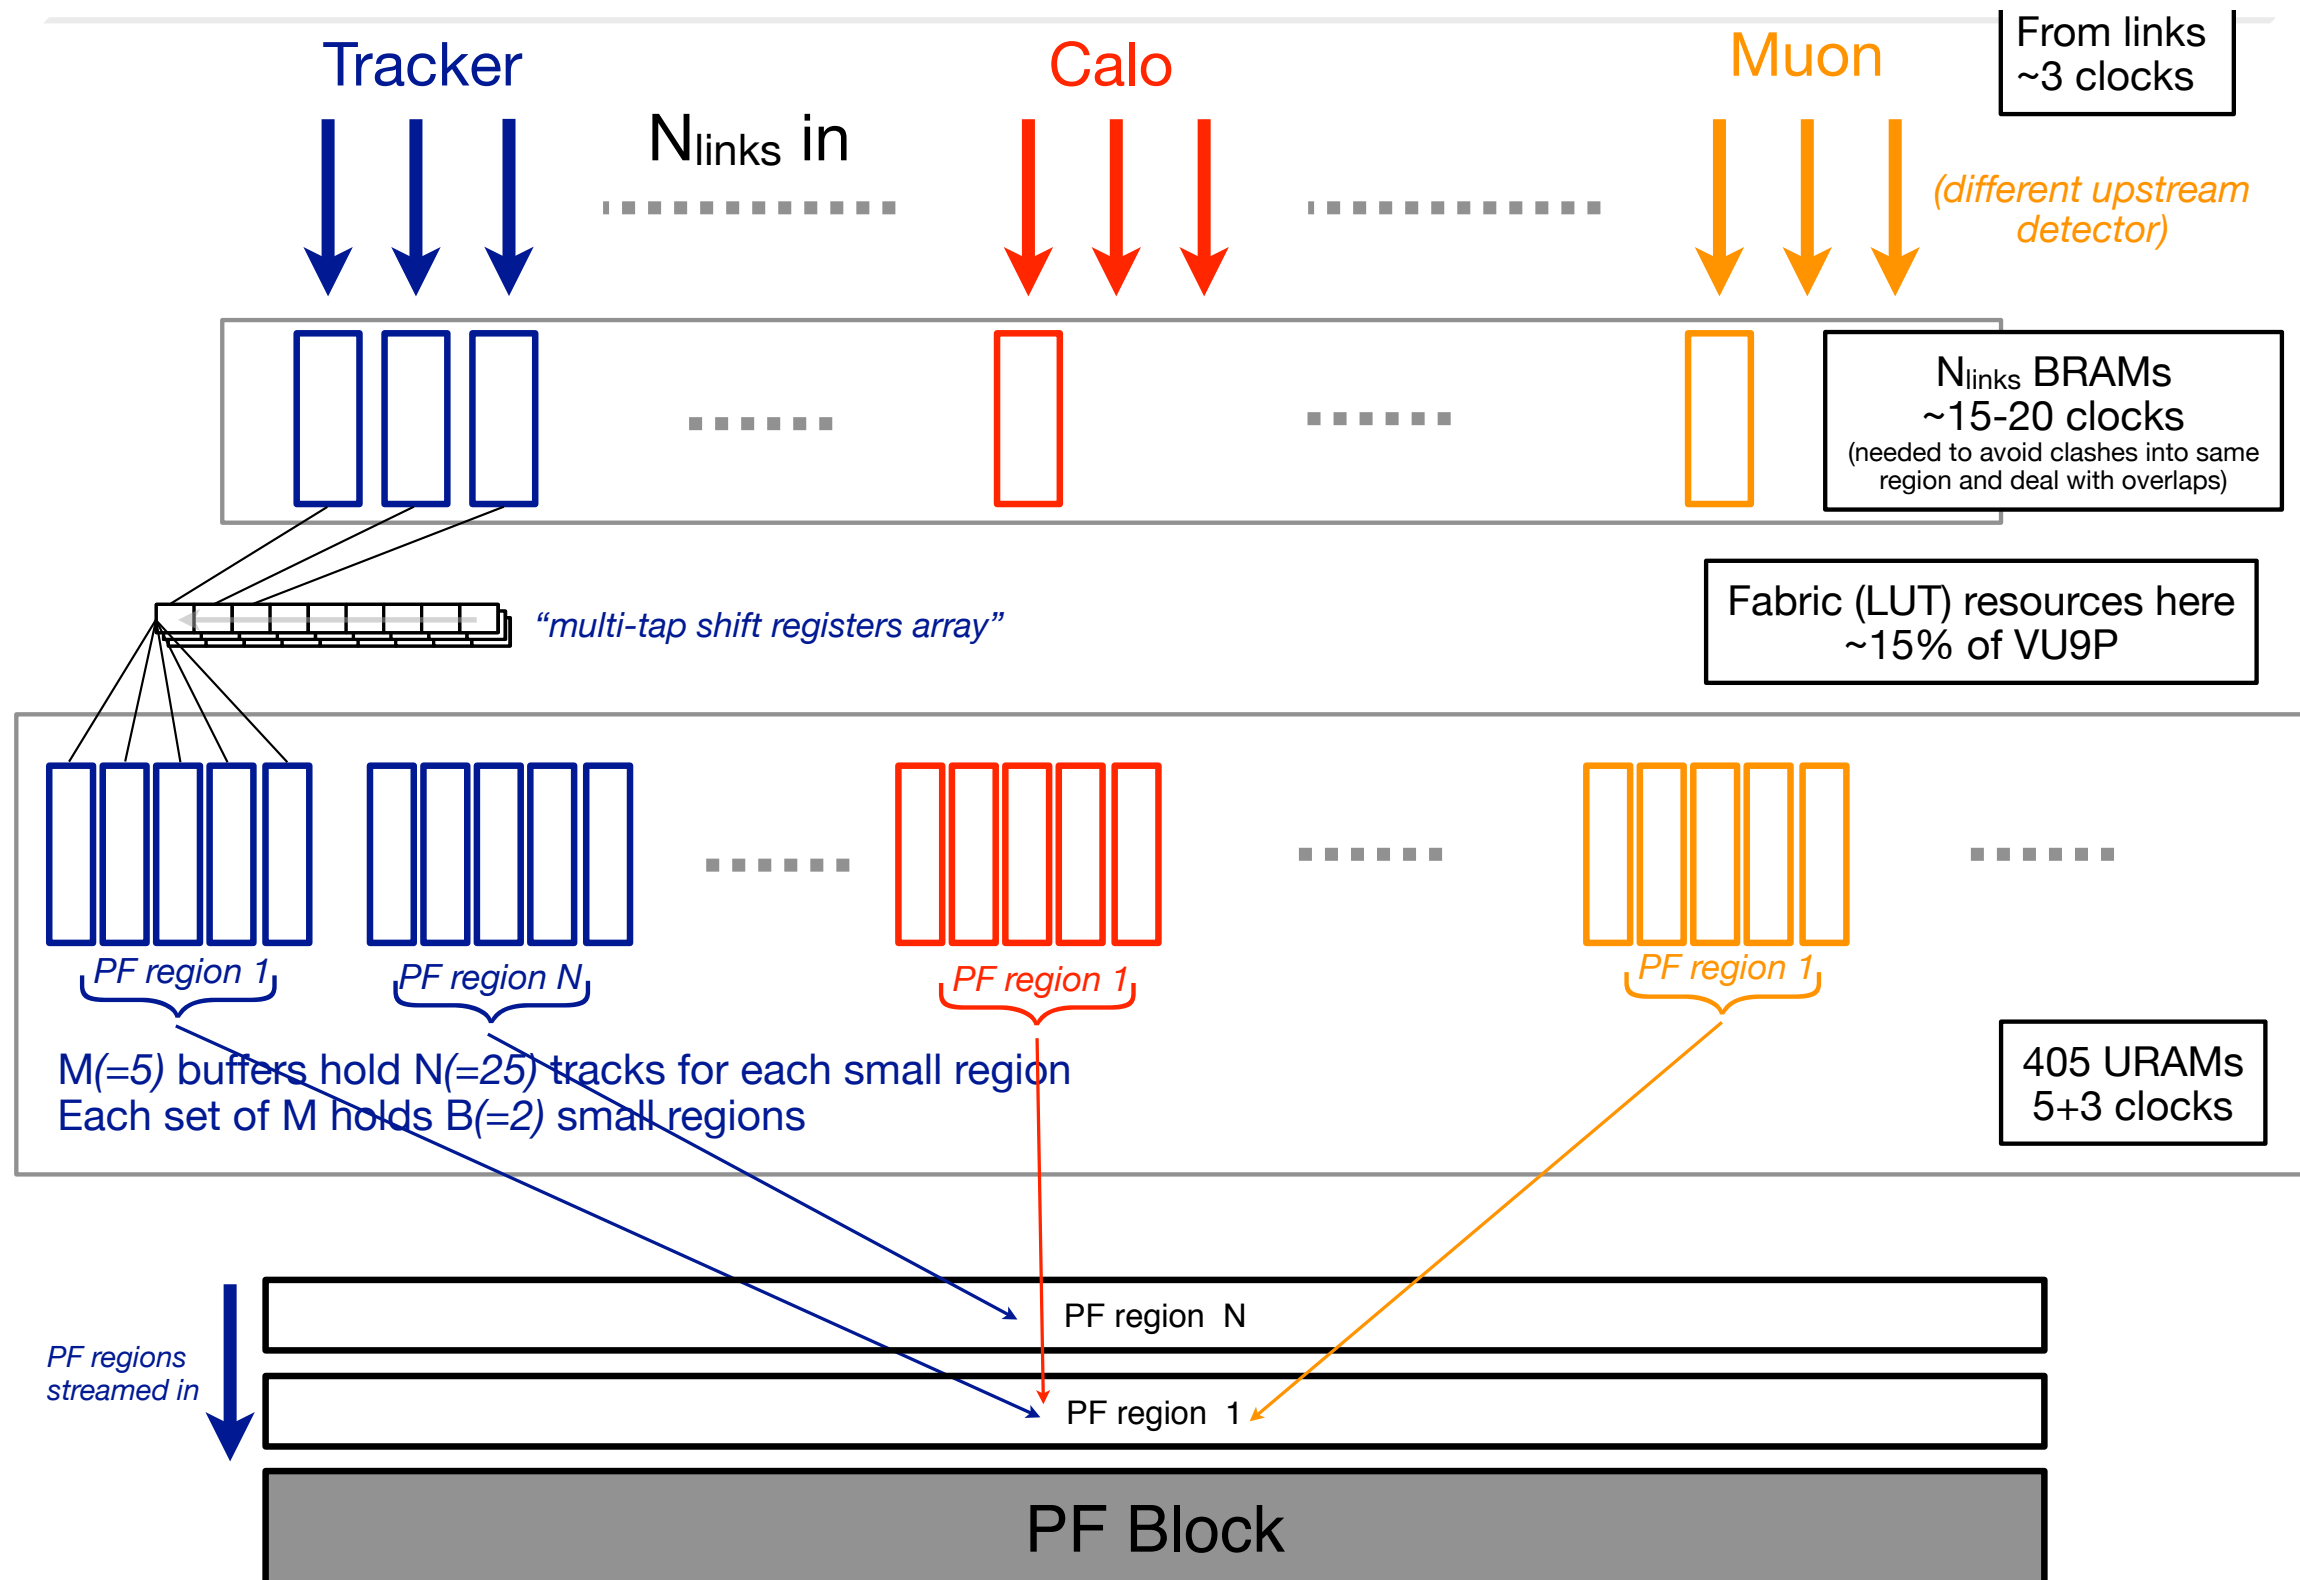 Tracker
Calo
Muon
From links
~3 clocks
Nlinks in
(different upstream
detector)
Nlinks BRAMs
~15-20 clocks
(needed to avoid clashes into same
region and deal with overlaps)
"multi-tap shift registers array"
Fabric (LUT) resources here
~15% of VU9P
PF region 1
PF region N
PF region 1
PF region 1
M(=5) buffers hold N(=25) tracks for each small region
Each set of M holds B(=2) small regions
405 URAMs
5+3 clocks
PF region N
PF regions
streamed in
PF region 1
PF Block